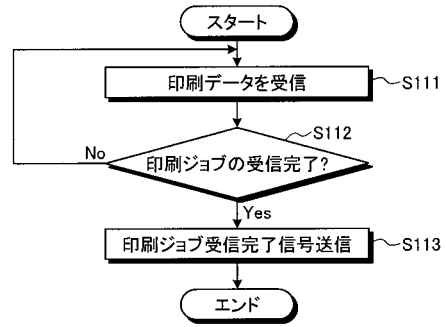 スタート
印刷データを受信
S111
S112
印刷ジョブの受信完了?
No
Yes
印刷ジョブ受信完了信号送信
S113
エンド